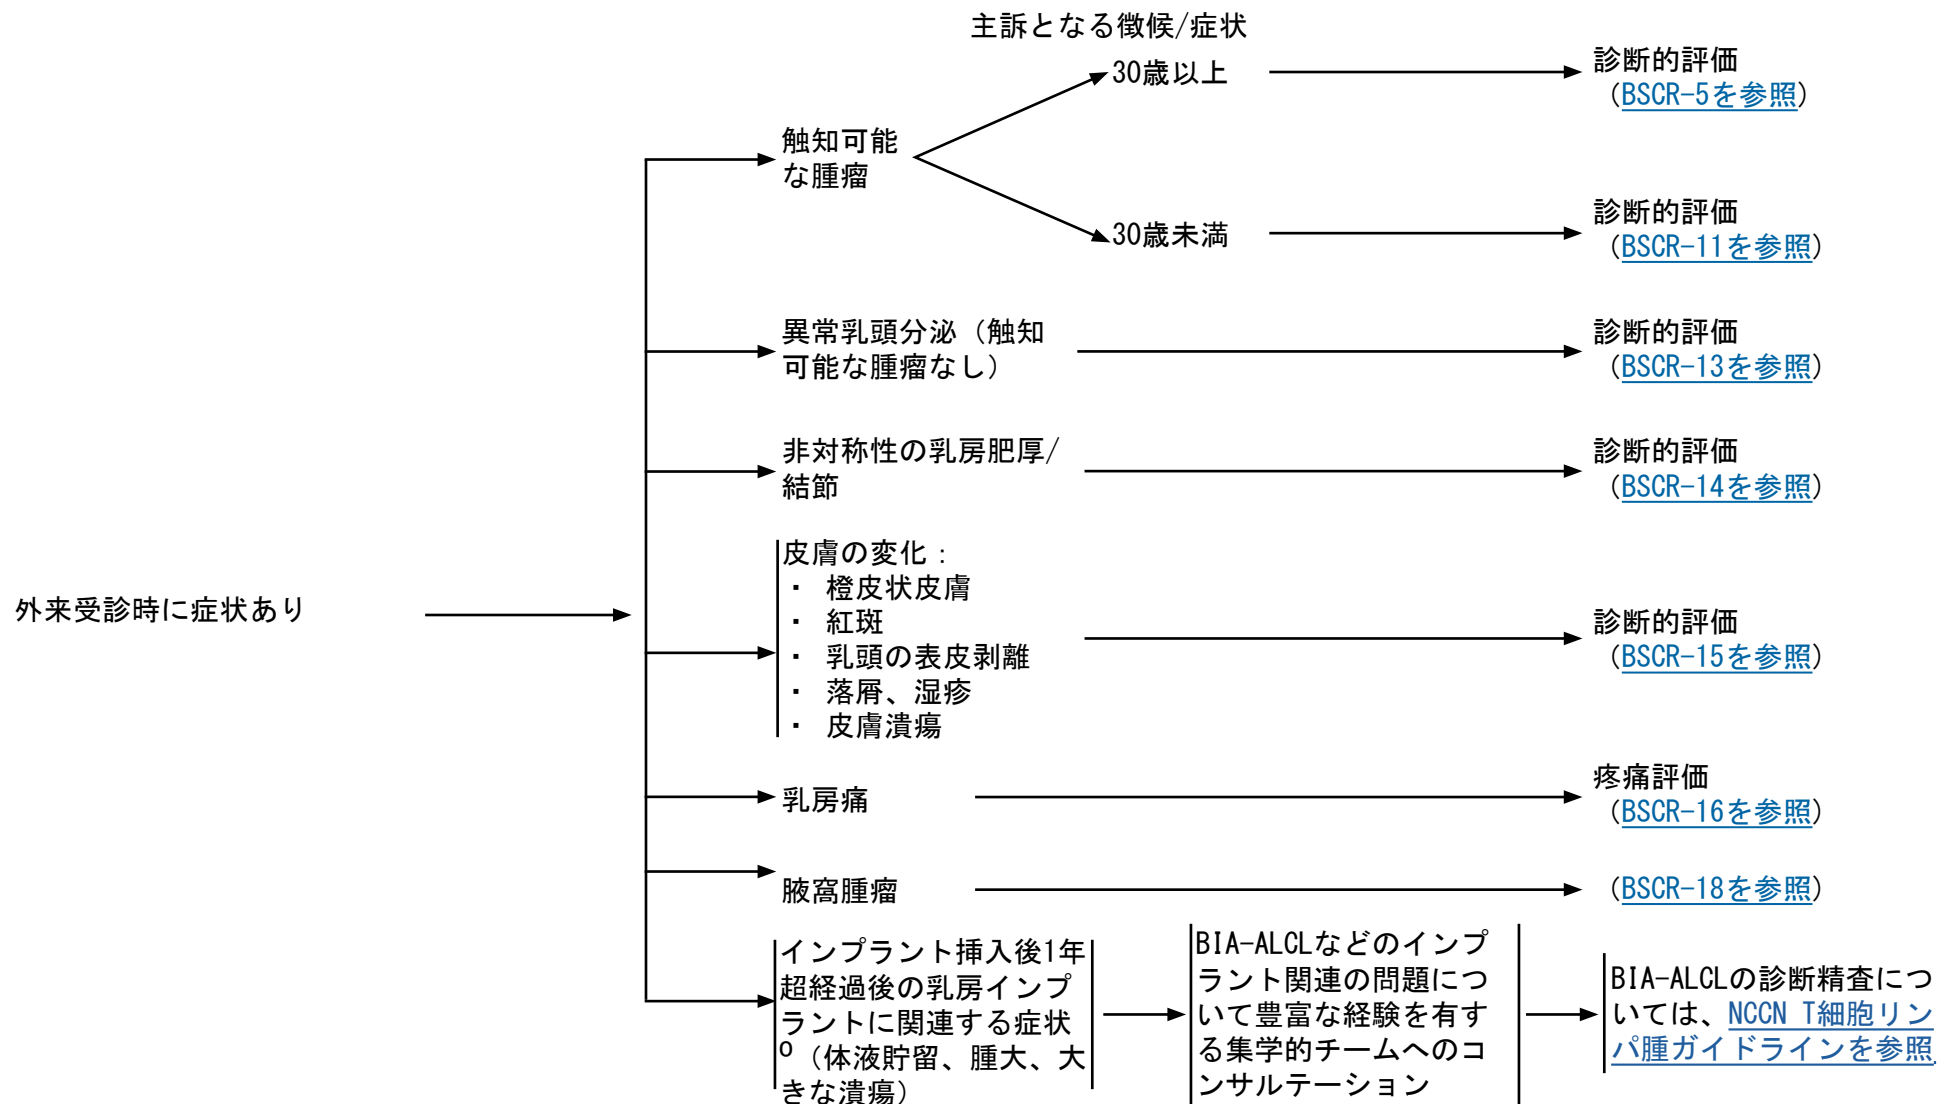 主訴となる徴候/症状
30歳以上
診断的評価
(BSCR-5を参照)
触知可能
な腫瘤
30歳未満
診断的評価
(BSCR-11を参照)
異常乳頭分泌(触知
可能な腫瘤なし)
診断的評価
(BSCR-13を参照)
非対称性の乳房肥厚/
結節
診断的評価
(BSCR-14を参照)
外来受診時に症状あり
皮膚の変化:
▪ 橙皮状皮膚
▪ 紅斑
▪ 乳頭の表皮剥離
▪ 落屑、湿疹
▪ 皮膚潰瘍
診断的評価
(BSCR-15を参照)
乳房痛
疼痛評価
(BSCR-16を参照)
腋窩腫瘤
(BSCR-18を参照)
インプラント挿入後1年
超経過後の乳房インプ
ラントに関連する症状
o(体液貯留、腫大、大
きな潰瘍)
BIA-ALCLなどのインプ
ラント関連の問題につ
いて豊富な経験を有す
る集学的チームへのコ
ンサルテーション
BIA-ALCLの診断精査につ
いては、NCCN T細胞リン
パ腫ガイドラインを参照